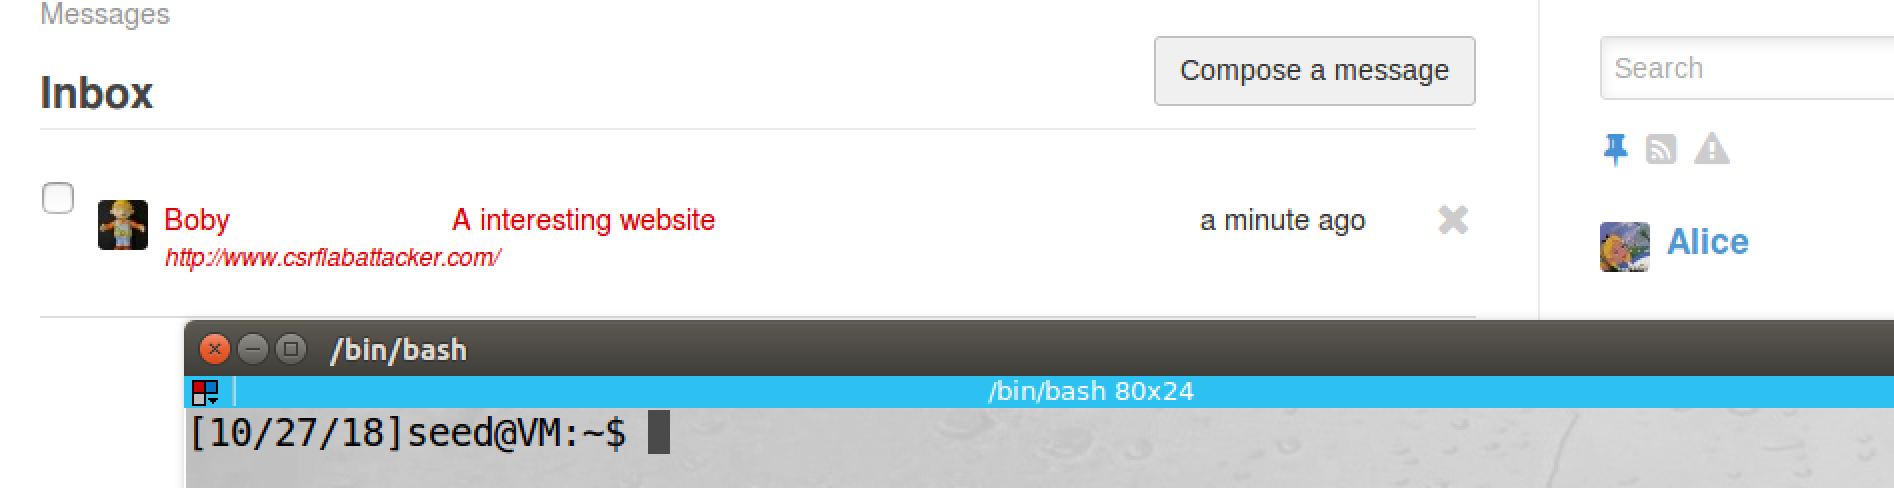 Messages
Inbox
Compose a message
Search
Boby A interesting website a minute ago
http://www.csrflabattacker.com/
Alice
/bin/bash
/bin/bash 80x24
[10/27/18]seed@VM:~$